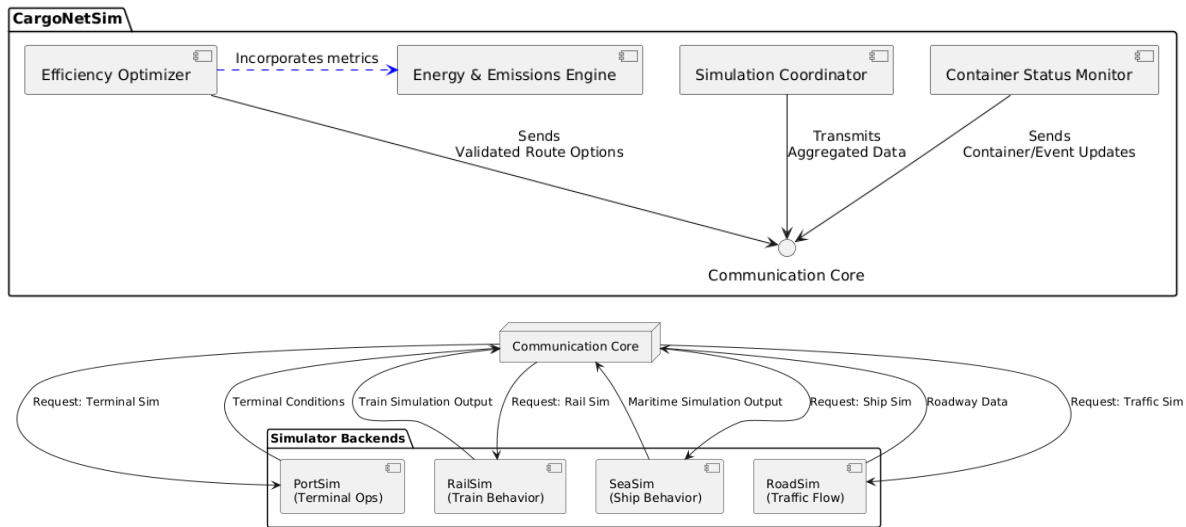 CargoNetSim
Efficiency Optimizer
Incorporates metrics
Energy & Emissions Engine
Simulation Coordinator
Container Status Monitor
Sends
Validated Route Options
Transmits
Aggregated Data
Sends
Container/Event Updates
Communication Core
Communication Core
Request: Terminal Sim
Terminal Conditions
Train Simulation Output
Request: Rail Sim
Maritime Simulation Output
Request: Ship Sim
Roadway Data
Request: Traffic Sim
Simulator Backends
PortSim
(Terminal Ops)
RailSim
(Train Behavior)
SeaSim
(Ship Behavior)
RoadSim
(Traffic Flow)